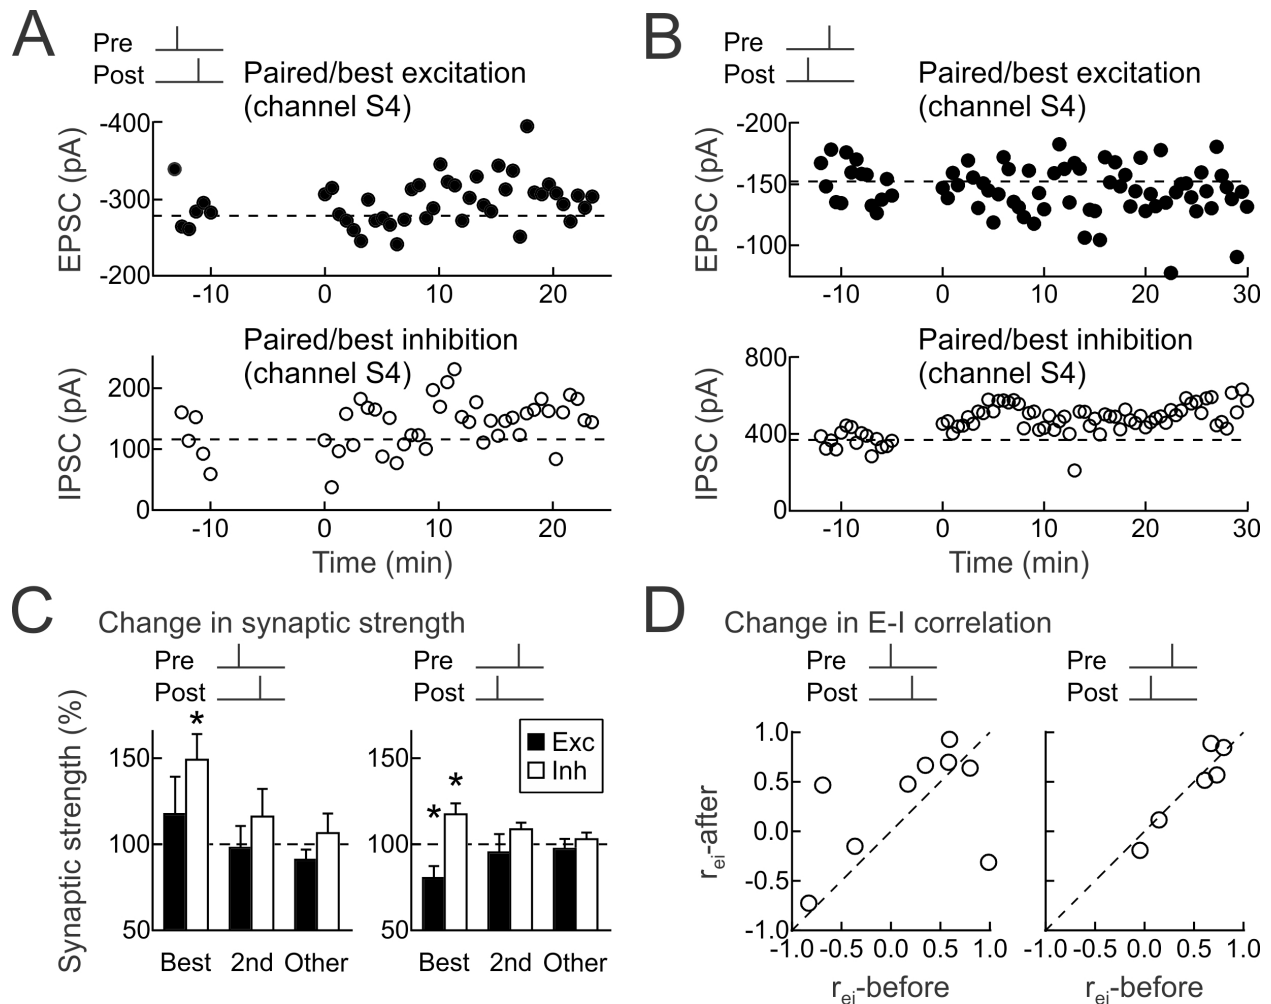 A
Pre
Post
Paired/best excitation
(channel S4)
EPSC (pA)
-400
-300
-200
-10
0
10
20
Paired/best inhibition
(channel S4)
IPSC (pA)
200
100
0
-10
0
10
20
Time (min)
B
Pre
Post
Paired/best excitation
(channel S4)
EPSC (pA)
-200
-150
-100
-10
0
10
20
30
Paired/best inhibition
(channel S4)
IPSC (pA)
800
400
0
-10
0
10
20
30
Time (min)
C
Change in synaptic strength
Pre
Post
Synaptic strength (%)
150
100
50
*
Best
2nd
Other
Pre
Post
150
100
50
*
*
Exc
Inh
Best
2nd
Other
D
Change in E-I correlation
Pre
Post
rei-after
1.0
0.5
0.0
-0.5
-1.0
-1.0
-0.5
0.0
0.5
1.0
rei-before
Pre
Post
-1.0
-0.5
0.0
0.5
1.0
rei-before